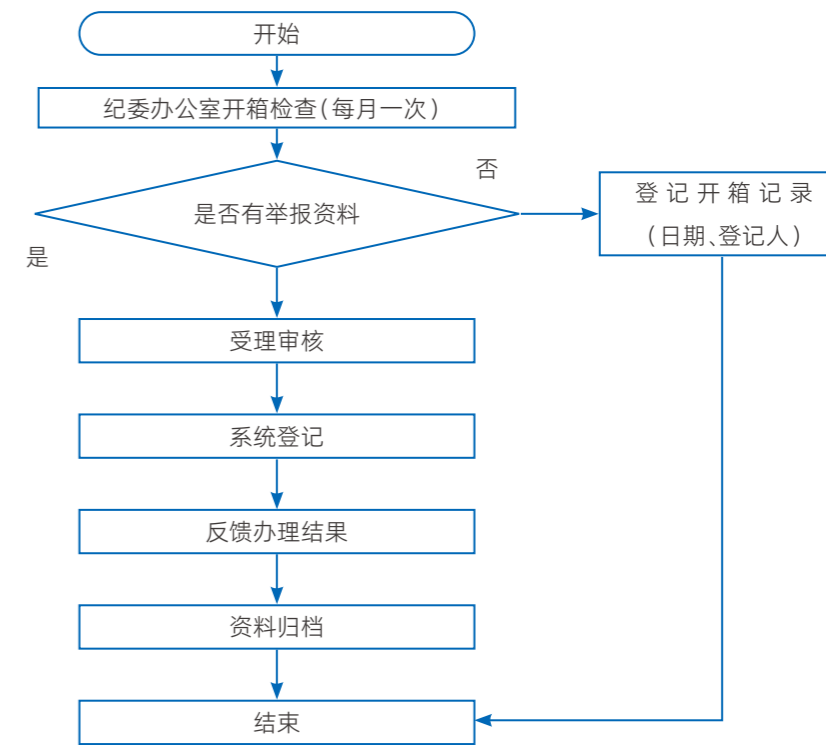 开始
纪委办公室开箱检查(每月一次)
否
是否有举报资料
登记开箱记录
(日期、登记人)
是
受理审核
系统登记
反馈办理结果
资料归档
结束